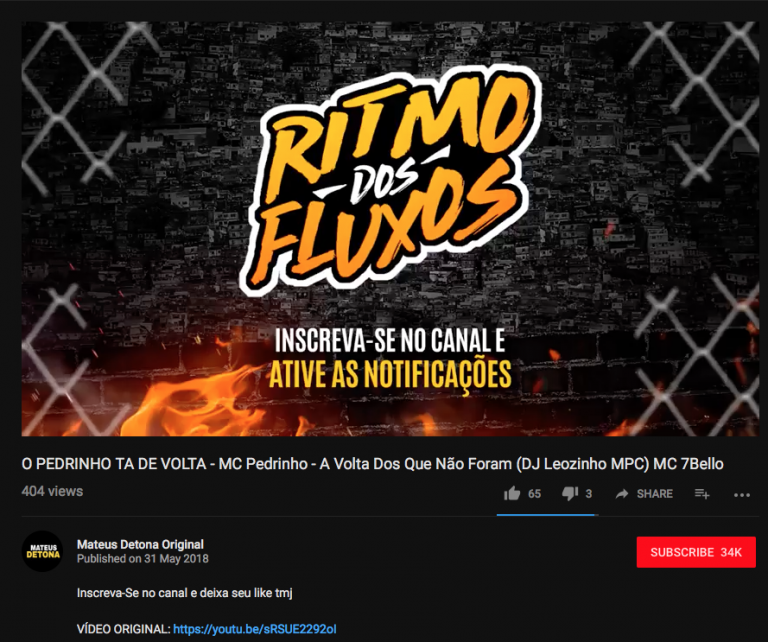 RITMO
DOS
FLUXOS
INSCREVA-SE NO CANAL E
ATIVE AS NOTIFICAÇÕES
O PEDRINHO TA DE VOLTA - MC Pedrinho - A Volta Dos Que Não Foram (DJ Leozinho MPC) MC 7Bello
404 views
65 3 SHARE
MATEUS
DETONA
Mateus Detona Original
Published on 31 May 2018
SUBSCRIBE 34K
Inscreva-Se no canal e deixa seu like tmj
VÍDEO ORIGINAL: https://youtu.be/sRSUE2292oI